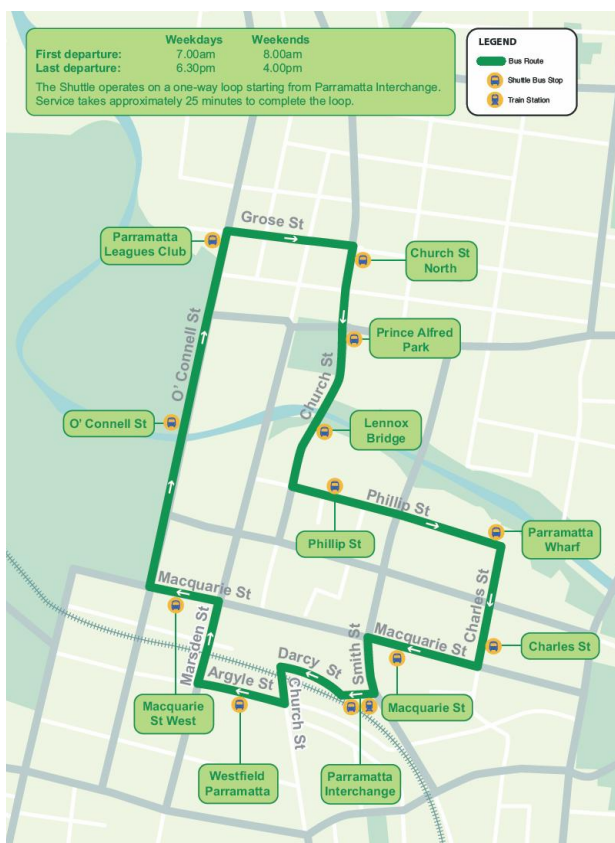 Weekdays Weekends
First departure: 7.00am 8.00am
Last departure: 6.30pm 4.00pm
The Shuttle operates on a one-way loop starting from Parramatta Interchange.
Service takes approximately 25 minutes to complete the loop.
LEGEND
Bus Route
Shuttle Bus Stop
Train Station
Grose St
Parramatta
Leagues Club
Church St
North
Prince Alfred
Park
O' Connell St
Church St
O' Connell St
Lennox
Bridge
Phillip St
Phillip St
Parramatta
Wharf
Charles St
Macquarie St
Marsden St
Smith St
Macquarie St
Charles St
Darcy St
Argyle St
Church St
Macquarie
St West
Macquarie St
Westfield
Parramatta
Parramatta
Interchange